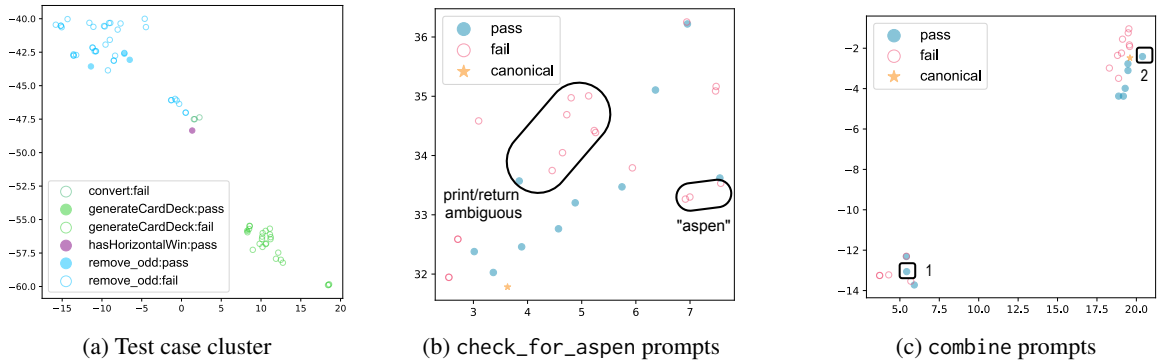 −40.0
−42.5
−45.0
−47.5
−50.0
−52.5
−55.0
−57.5
−60.0
convert:fail
generateCardDeck:pass
generateCardDeck:fail
hasHorizontalWin:pass
remove_odd:pass
remove_odd:fail
−15 −10 −5 0 5 10 15 20
(a) Test case cluster
36
35
34
33
32
pass
fail
canonical
print/return
ambiguous
"aspen"
3 4 5 6 7
(b) check_for_aspen prompts
−2
−4
−6
−8
−10
−12
−14
pass
fail
canonical
2
1
5.0 7.5 10.0 12.5 15.0 17.5 20.0
(c) combine prompts